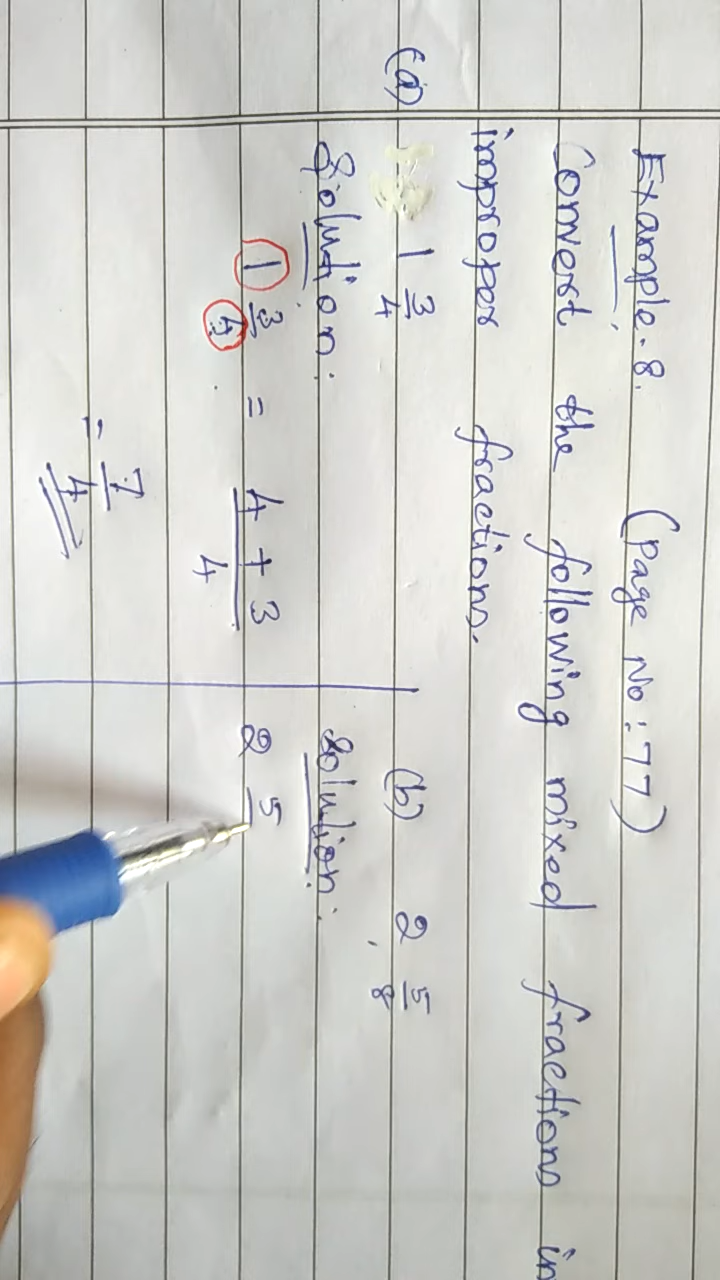 Example.8. (Page No: 77)
Convert the following mixed fractions in
improper fractions.
(a) 1 3/4
(b) 2 5/8
Solution:
1 3/4 = 4+3/4
= 7/4
Solution:
2 5